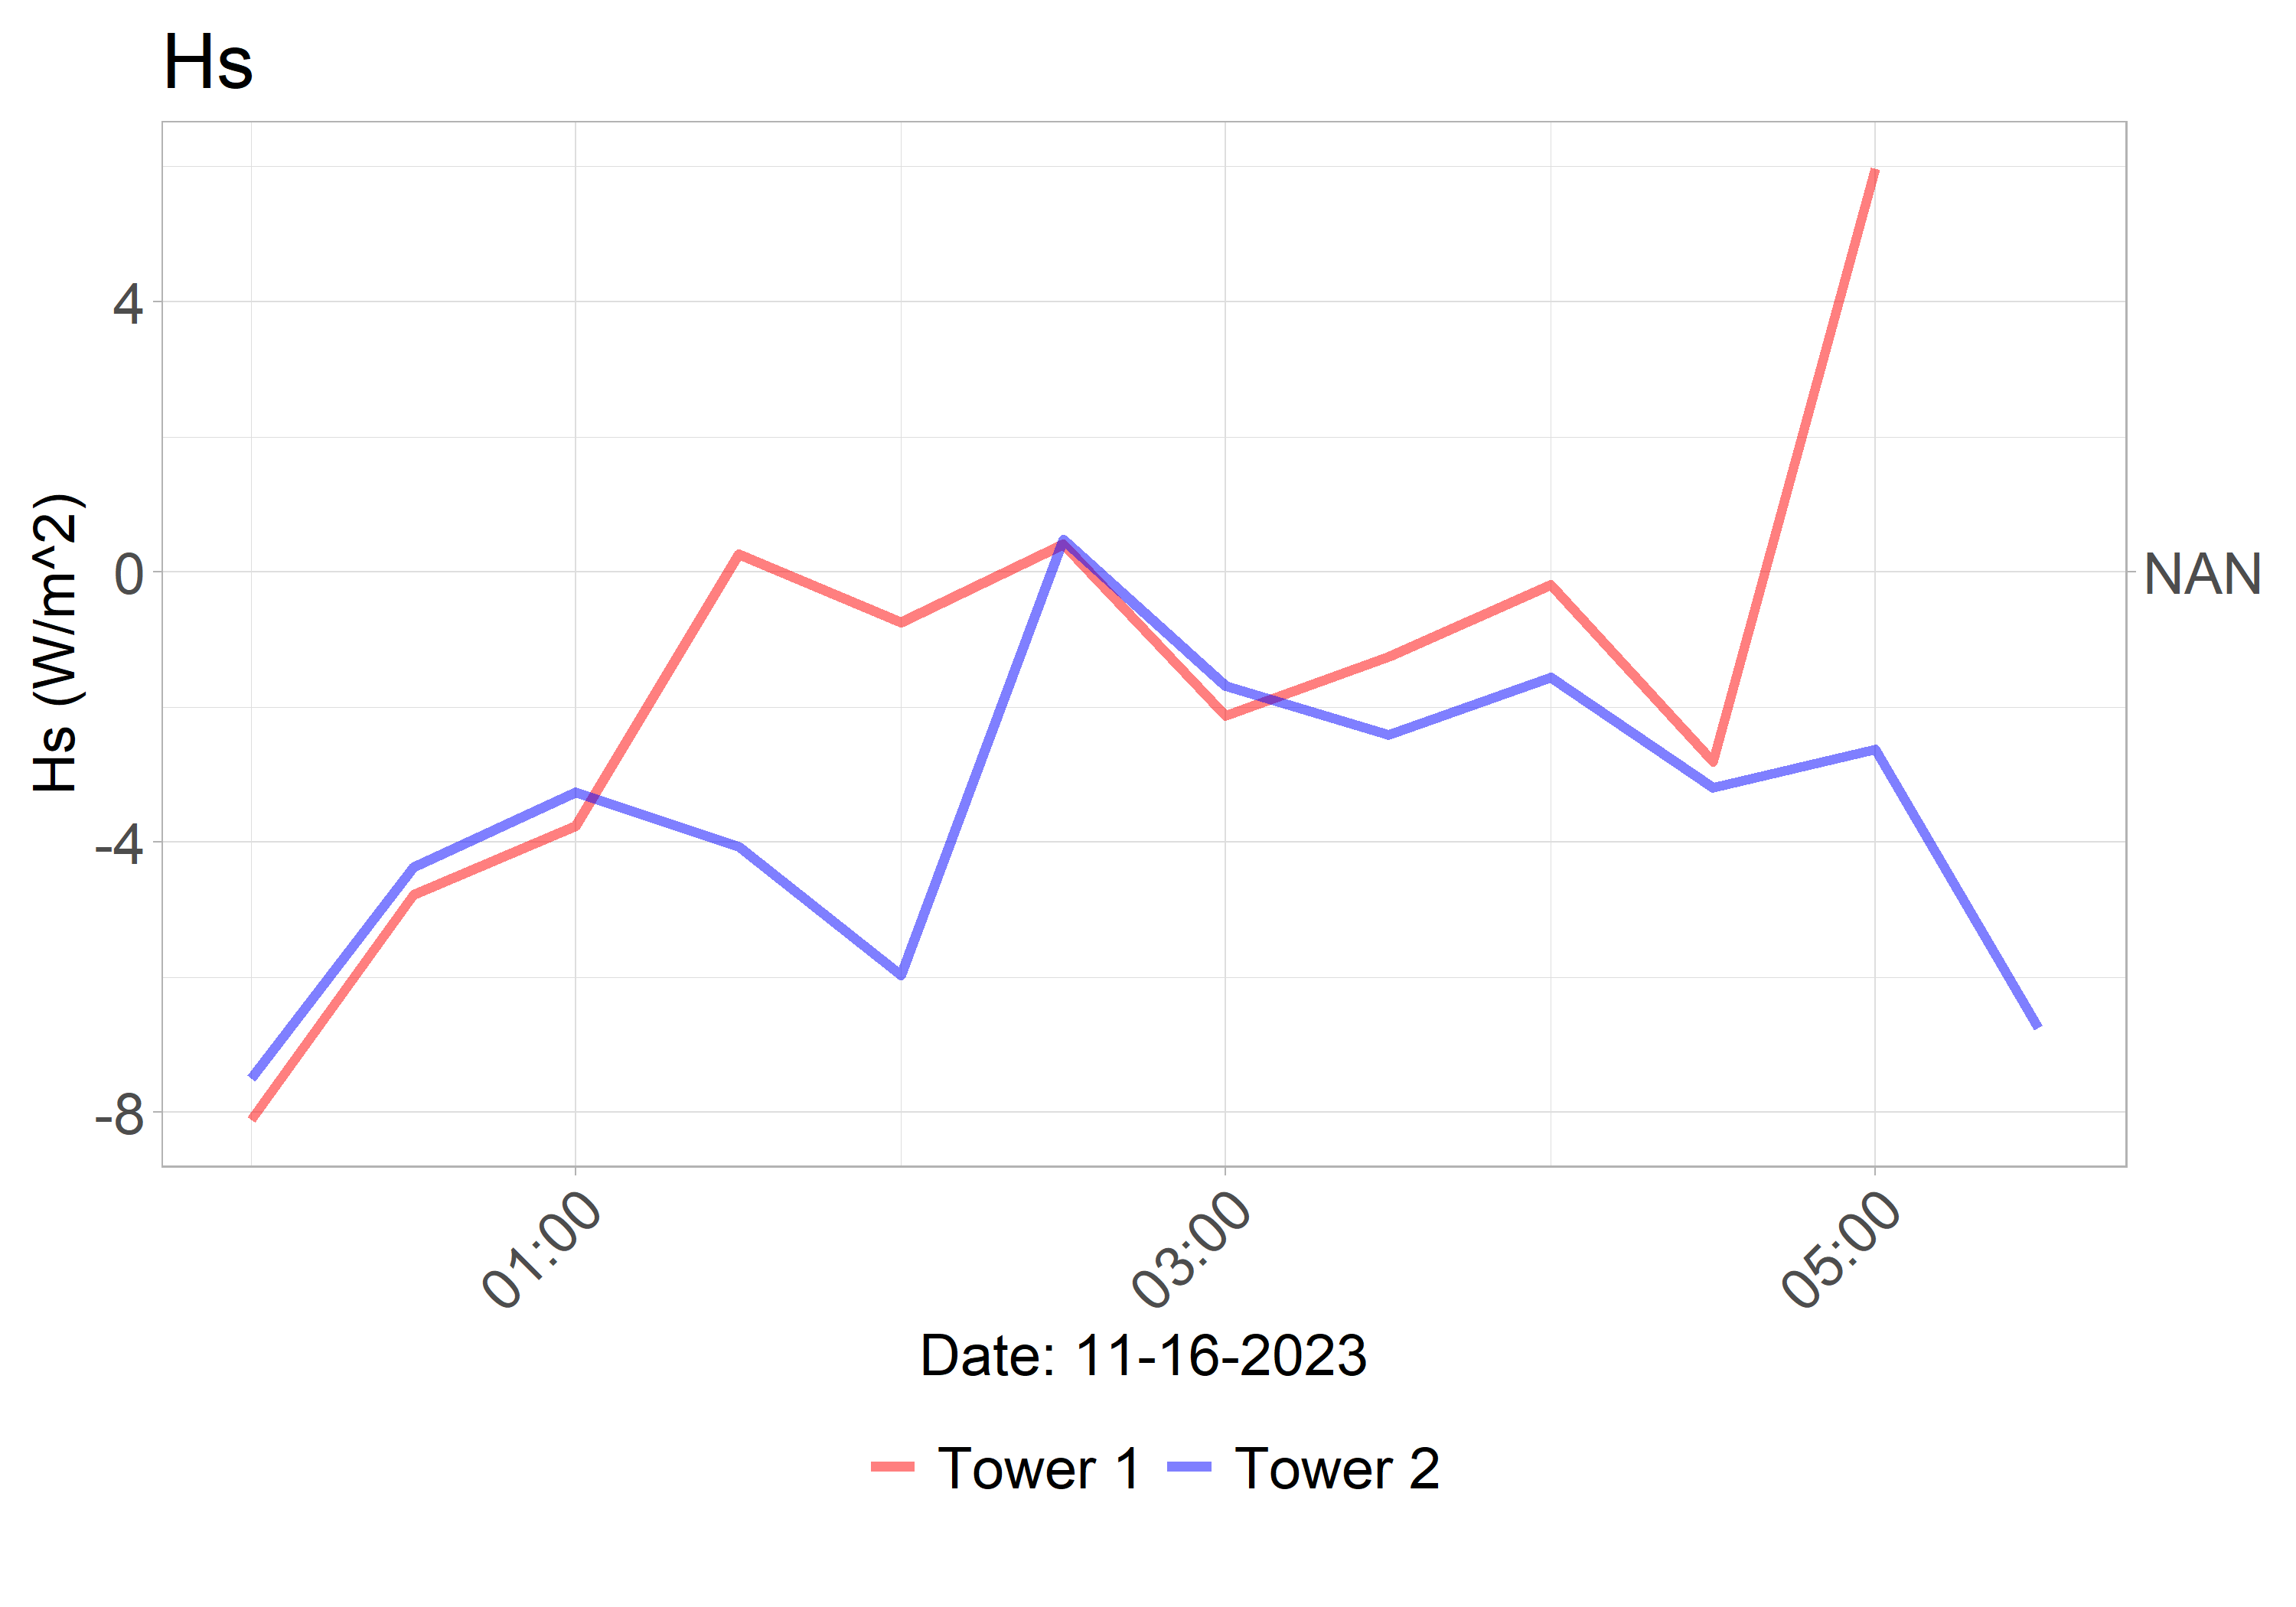 Hs
Hs (W/m^2)
4
0
-4
-8
NAN
01:00
03:00
05:00
Date: 11-16-2023
Tower 1
Tower 2